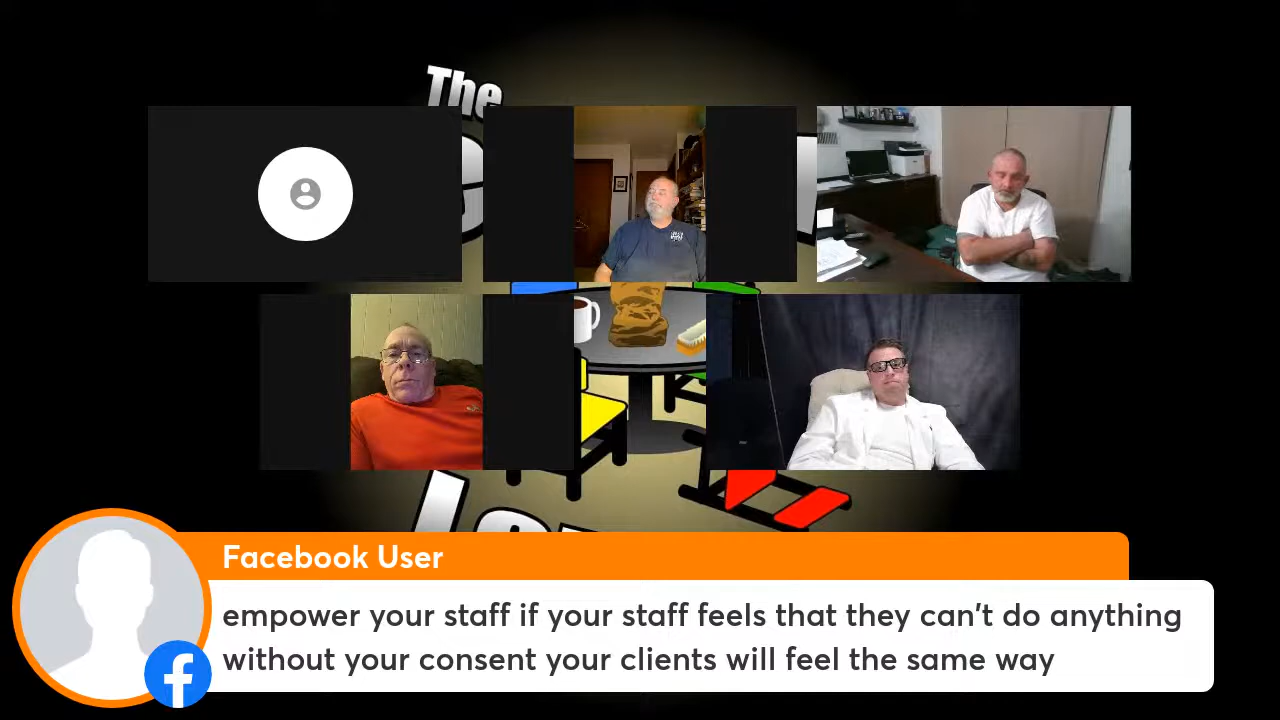 The
Facebook User
empower your staff if your staff feels that they can't do anything
without your consent your clients will feel the same way